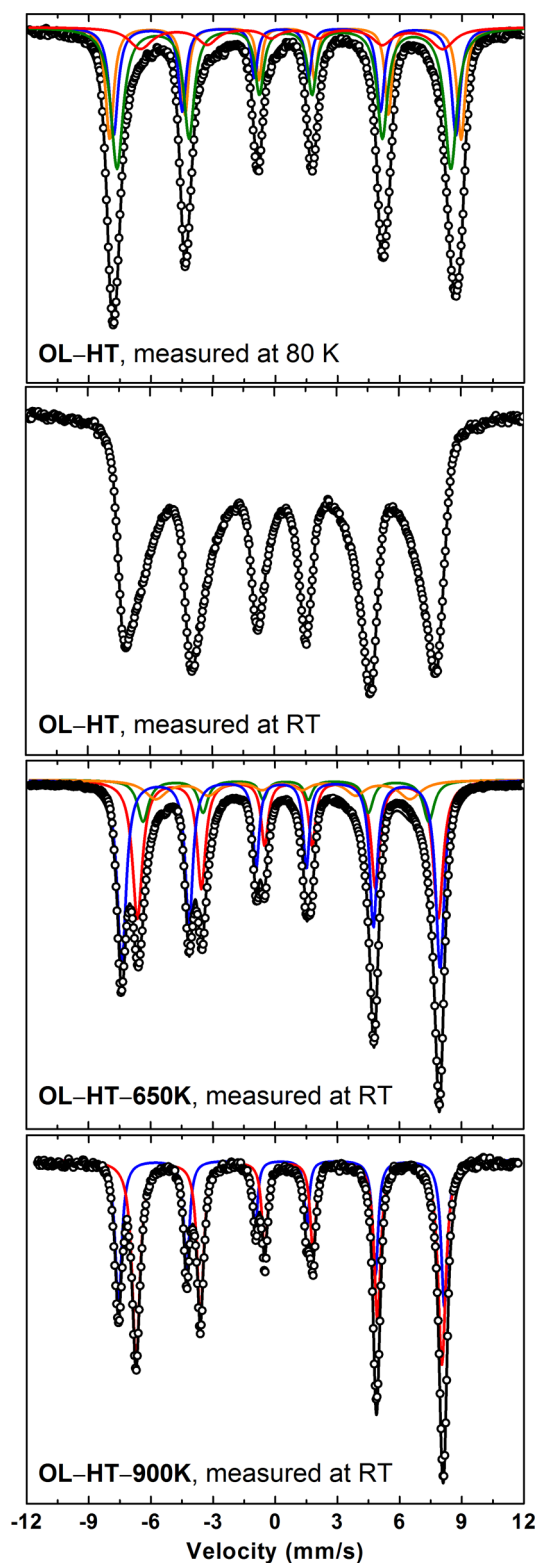 OL–HT, measured at 80 K
OL–HT, measured at RT
OL–HT–650K, measured at RT
OL–HT–900K, measured at RT
-12 -9 -6 -3 0 3 6 9 12
Velocity (mm/s)